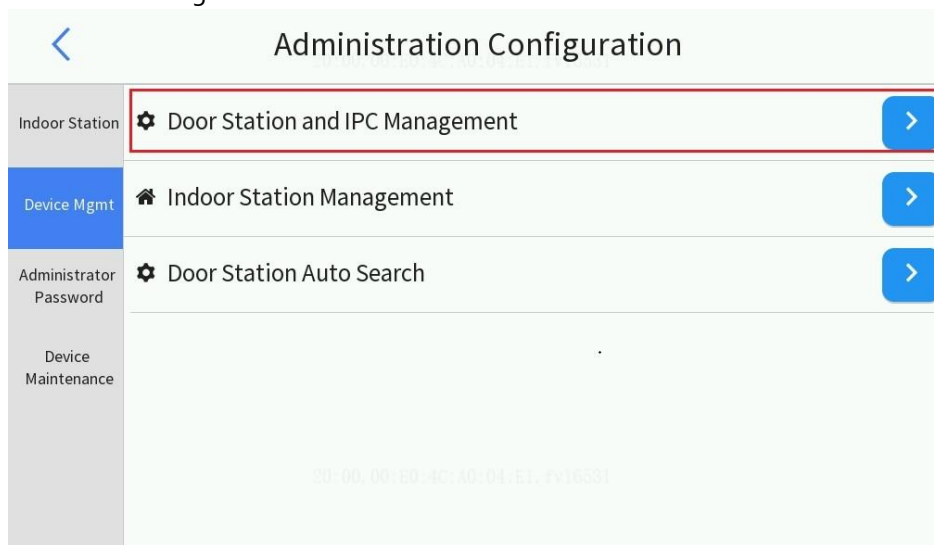 Administration Configuration
Indoor Station
Door Station and IPC Management
Device Mgmt
Indoor Station Management
Administrator
Password
Door Station Auto Search
Device
Maintenance